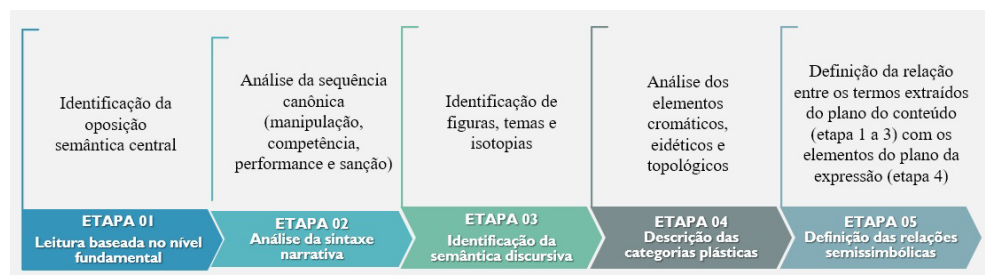 Identificação da
oposição
semântica central
ETAPA 01
Leitura baseada no nível
fundamental
Análise da sequência
canônica
(manipulação,
competência,
performance e sanção)
ETAPA 02
Análise da sintaxe
narrativa
Identificação de
figuras, temas e
isotopias
ETAPA 03
Identificação da
semântica discursiva
Análise dos
elementos
cromáticos,
eidéticos e
topológicos
ETAPA 04
Descrição das
categorias plásticas
Definição da relação
entre os termos extraídos
do plano do conteúdo
(etapa 1 a 3) com os
elementos do plano da
expressão (etapa 4)
ETAPA 05
Definição das relações
semissimbólicas